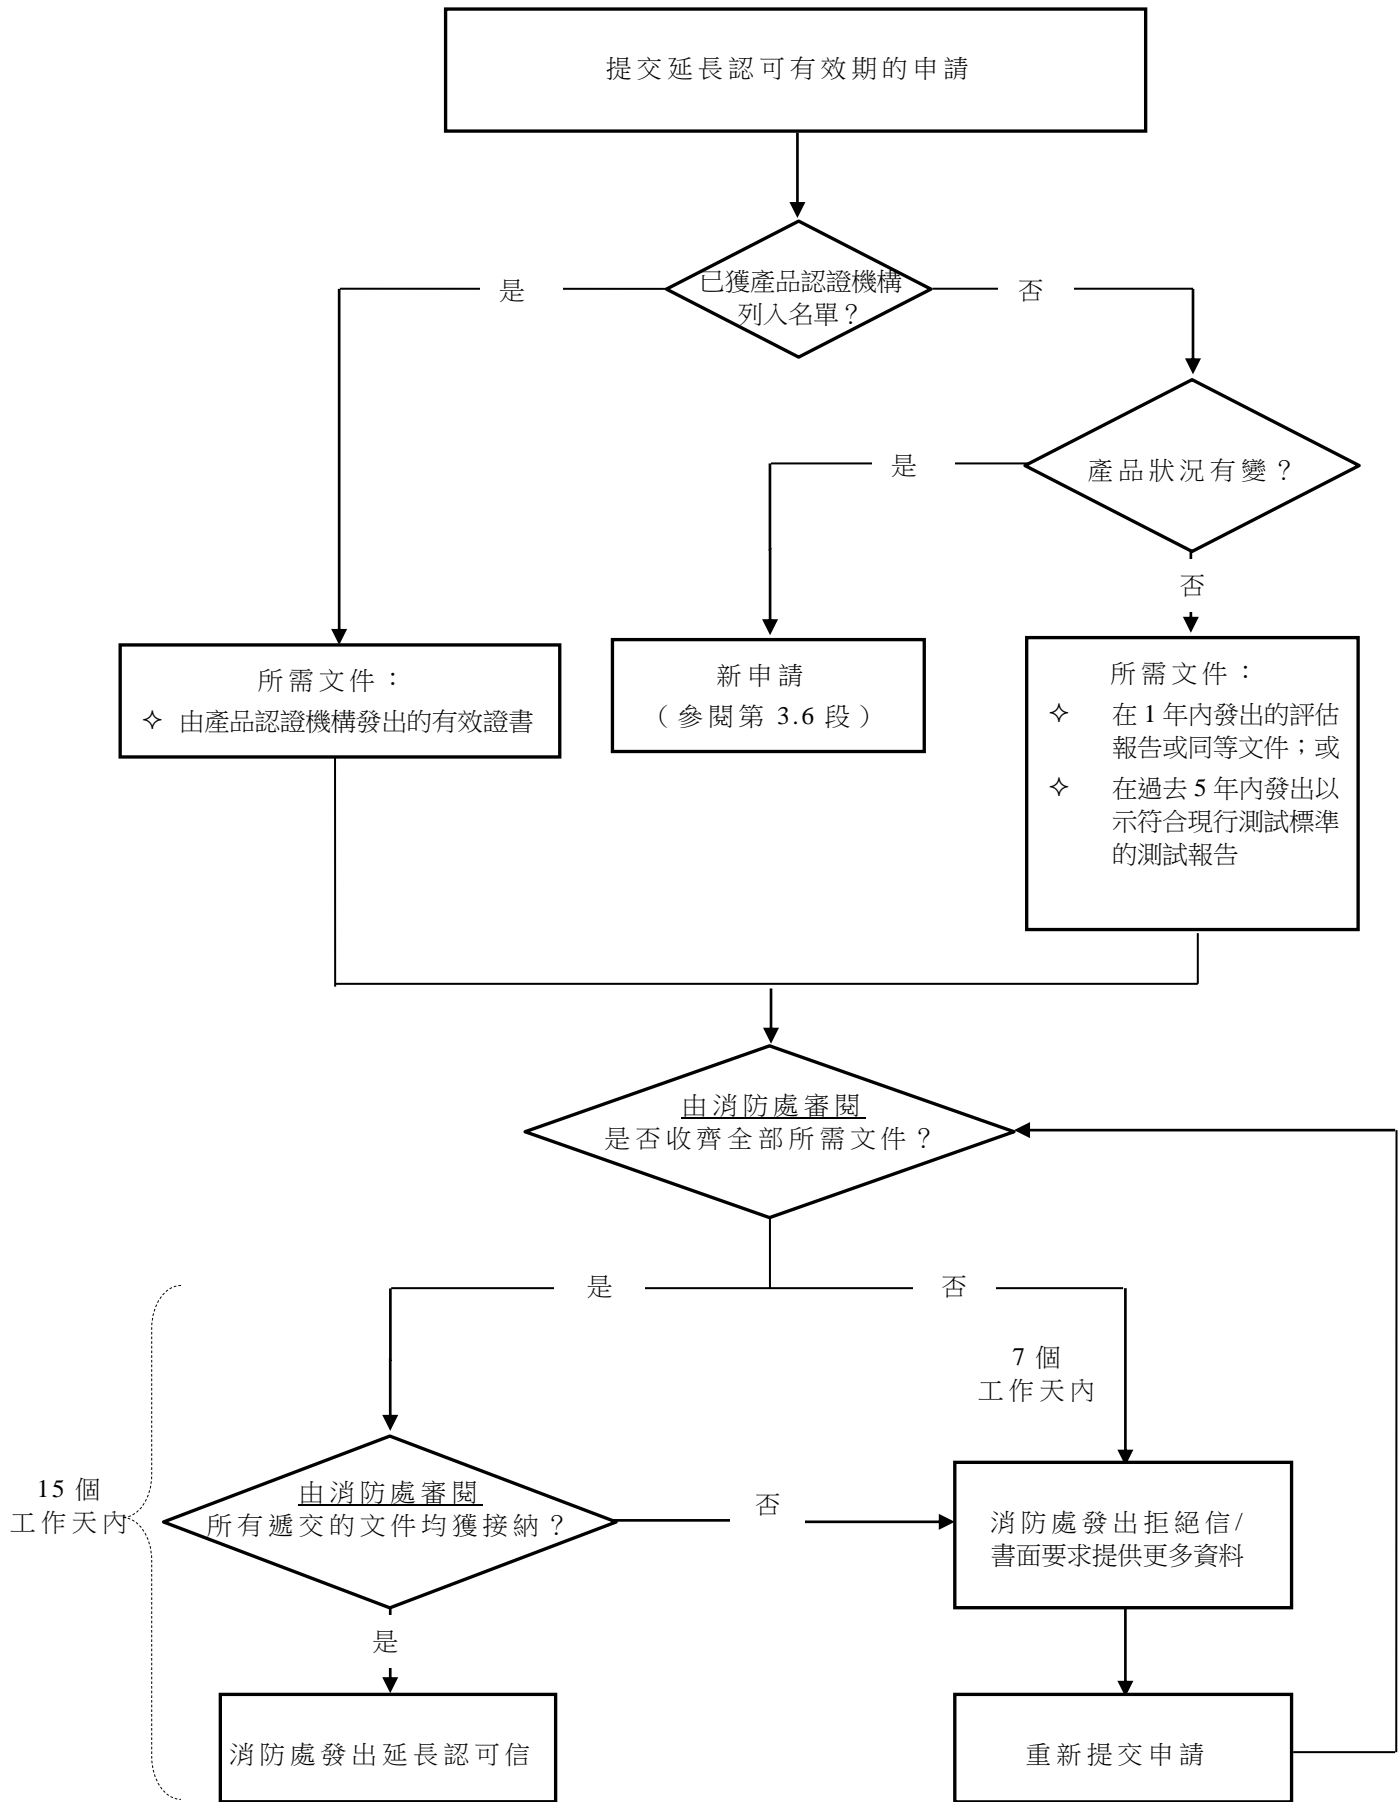 提交延長認可有效期的申請
已獲產品認證機構
列入名單？
是
否
產品狀況有變？
是
否
所需文件：
✧ 由產品認證機構發出的有效證書
新申請
（參閱第 3.6 段）
所需文件：
✧ 在 1 年內發出的評估
報告或同等文件；或
✧ 在過去 5 年內發出以
示符合現行測試標準
的測試報告
由消防處審閱
是否收齊全部所需文件？
是
否
7 個
工作天內
15 個
工作天內
由消防處審閱
所有遞交的文件均獲接納？
否
消防處發出拒絕信/
書面要求提供更多資料
是
消防處發出延長認可信
重新提交申請